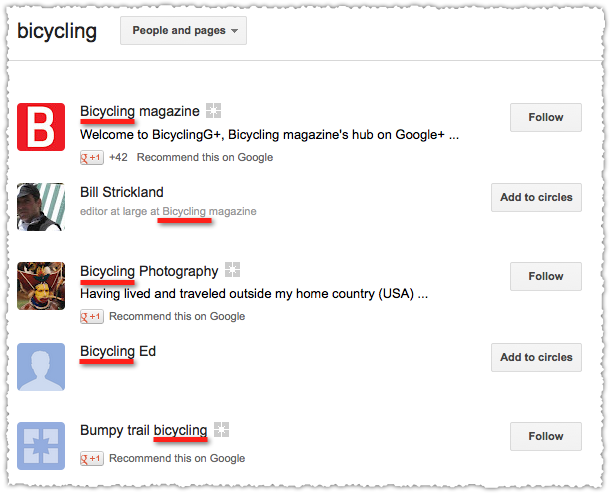 bicycling
People and pages
B
Bicycling magazine
Follow
Welcome to BicyclingG+, Bicycling magazine's hub on Google+ ...
g +1 +42 Recommend this on Google
Bill Strickland
Add to circles
editor at large at Bicycling magazine
Bicycling Photography
Follow
Having lived and traveled outside my home country (USA) ...
g +1 Recommend this on Google
Bicycling Ed
Add to circles
Bumpy trail bicycling
Follow
g +1 Recommend this on Google